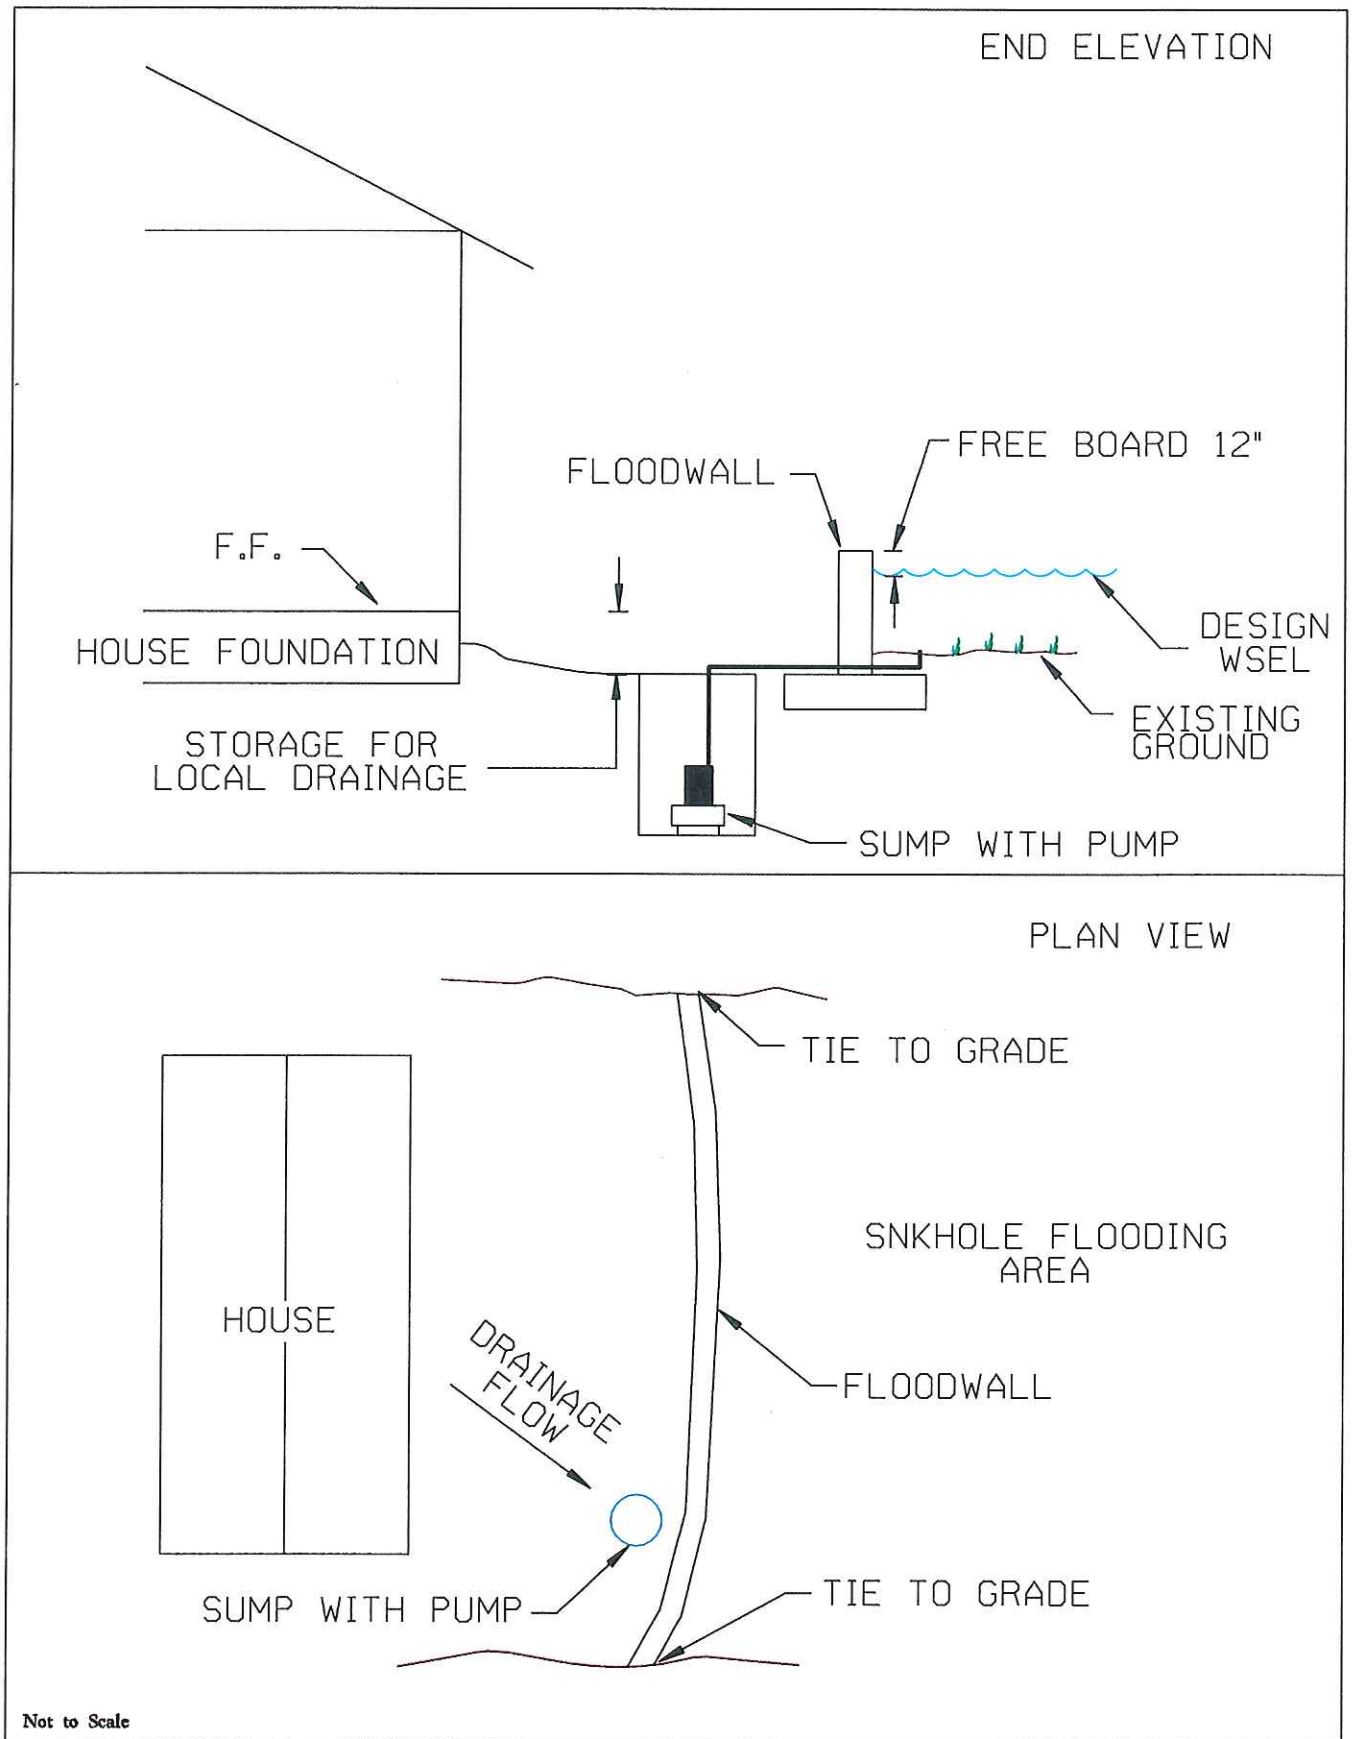 END ELEVATION
FREE BOARD 12"
FLOODWALL
F.F.
HOUSE FOUNDATION
DESIGN
WSEL
EXISTING
GROUND
STORAGE FOR
LOCAL DRAINAGE
SUMP WITH PUMP
PLAN VIEW
TIE TO GRADE
SNKHOLE FLOODING
AREA
HOUSE
DRAINAGE
FLOW
FLOODWALL
SUMP WITH PUMP
TIE TO GRADE
Not to Scale